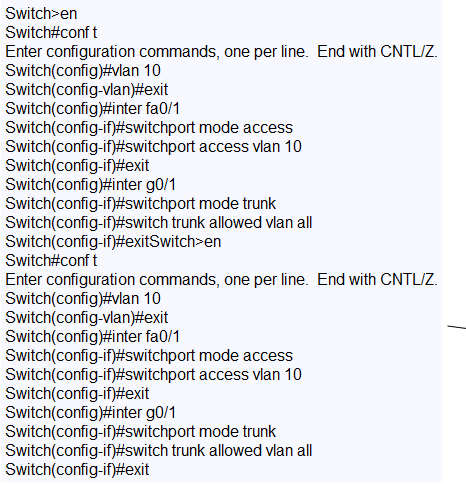 Switch>en
Switch#conf t
Enter configuration commands, one per line.  End with CNTL/Z.
Switch(config)#vlan 10
Switch(config-vlan)#exit
Switch(config)#inter fa0/1
Switch(config-if)#switchport mode access
Switch(config-if)#switchport access vlan 10
Switch(config-if)#exit
Switch(config)#inter g0/1
Switch(config-if)#switchport mode trunk
Switch(config-if)#switch trunk allowed vlan all
Switch(config-if)#exitSwitch>en
Switch#conf t
Enter configuration commands, one per line.  End with CNTL/Z.
Switch(config)#vlan 10
Switch(config-vlan)#exit
Switch(config)#inter fa0/1
Switch(config-if)#switchport mode access
Switch(config-if)#switchport access vlan 10
Switch(config-if)#exit
Switch(config)#inter g0/1
Switch(config-if)#switchport mode trunk
Switch(config-if)#switch trunk allowed vlan all
Switch(config-if)#exit